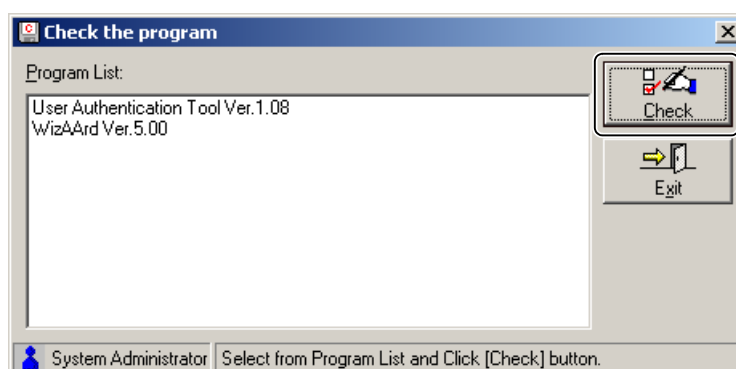 C
Check the program
Program List:
User Authentication Tool Ver.1.08
WizAArd Ver.5.00
Check
Exit
System Administrator
Select from Program List and Click [Check] button.